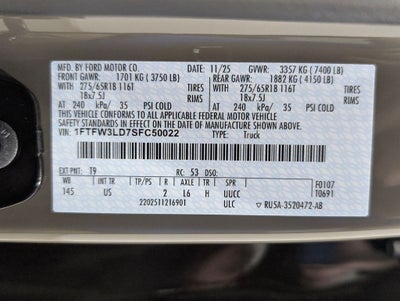 MFD. BY FORD MOTOR CO. 11/25 GVWR: 3357 KG (7400 LB)
FRONT GAWR: 1701 KG (3750 LB) REAR GAWR: 1882 KG (4150 LB)
275/65R18 116T TIRES 275/65R18 116T TIRES
18x7.5J RIMS 18x7.5J RIMS
AT 240 kPa/ 35 PSI COLD AT 240 kPa/ 35 PSI COLD
THIS VEHICLE CONFORMS TO ALL APPLICABLE FEDERAL MOTOR VEHICLE
SAFETY STANDARDS IN EFFECT ON THE DATE OF MANUFACTURE SHOWN ABOVE.
VIN: 1FTFW3LD7SFC50022 TYPE: Truck
EXT PNT: T9 RC: 53 DSO: F0107
WB INT TR TR AXLE TR SPR T0691
145 US 2 L6 H UUCC
2202511216901 ULC RU5A-3520472-AB